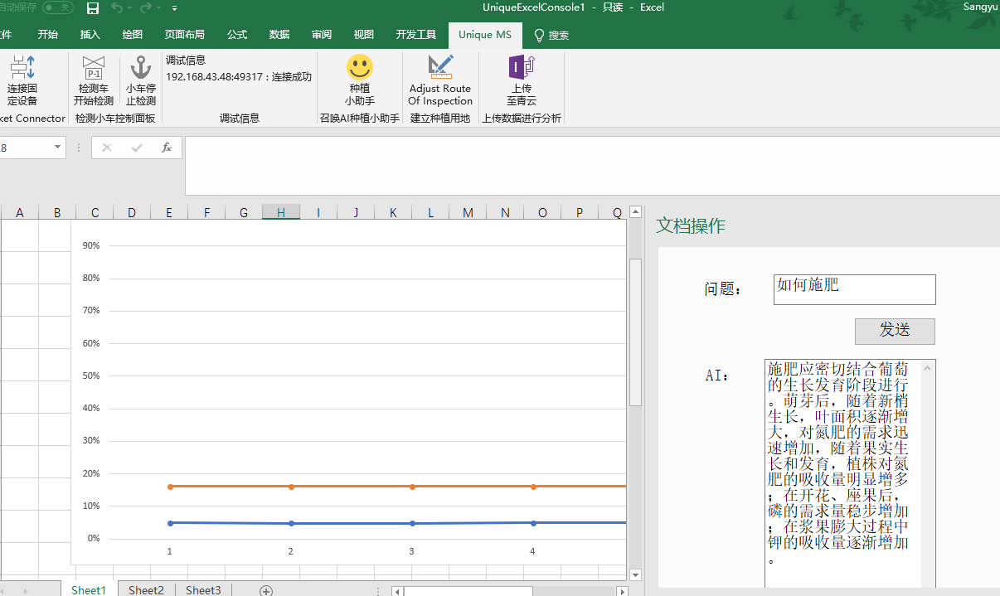 自动保存 关
UniqueExcelConsole1 - 只读 - Excel
Sangyu
件 开始 插入 绘图 页面布局 公式 数据 审阅 视图 开发工具 Unique MS 搜索
连接固
定设备
ket Connector
P-1
检测车
开始检测
小车停
止检测
检测小车控制面板
调试信息
192.168.43.48:49317 : 连接成功
调试信息
种植
小助手
召唤AI种植小助手
Adjust Route
Of Inspection
建立种植用地
上传
至青云
上传数据进行分析
8
fx
A B C D E F G H I J K L M N O P Q
90%
80%
70%
60%
50%
40%
30%
20%
10%
0%
1 2 3 4
Sheet1 Sheet2 Sheet3
文档操作
问题: 如何施肥
发送
AI:
施肥应密切结合葡萄
的生长发育阶段进行
。萌芽后，随着新梢
生长，叶面积逐渐增
大，对氮肥的需求迅
速增加，随着果实生
长和发育，植株对氮
肥的吸收量明显增多
；在开花、座果后，
磷的需求量稳步增加
；在浆果膨大过程中
钾的吸收量逐渐增加
。